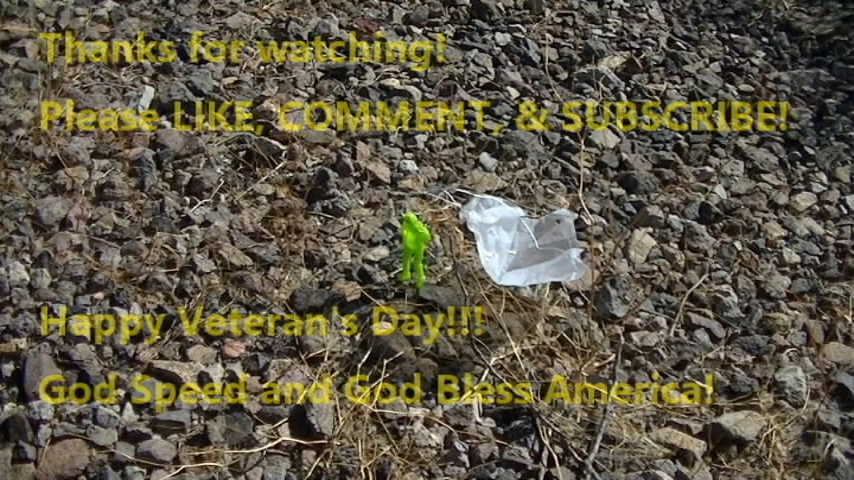 Thanks for watching!
Please LIKE, COMMENT, & SUBSCRIBE!
Happy Veteran's Day!!!
God Speed and God Bless America!